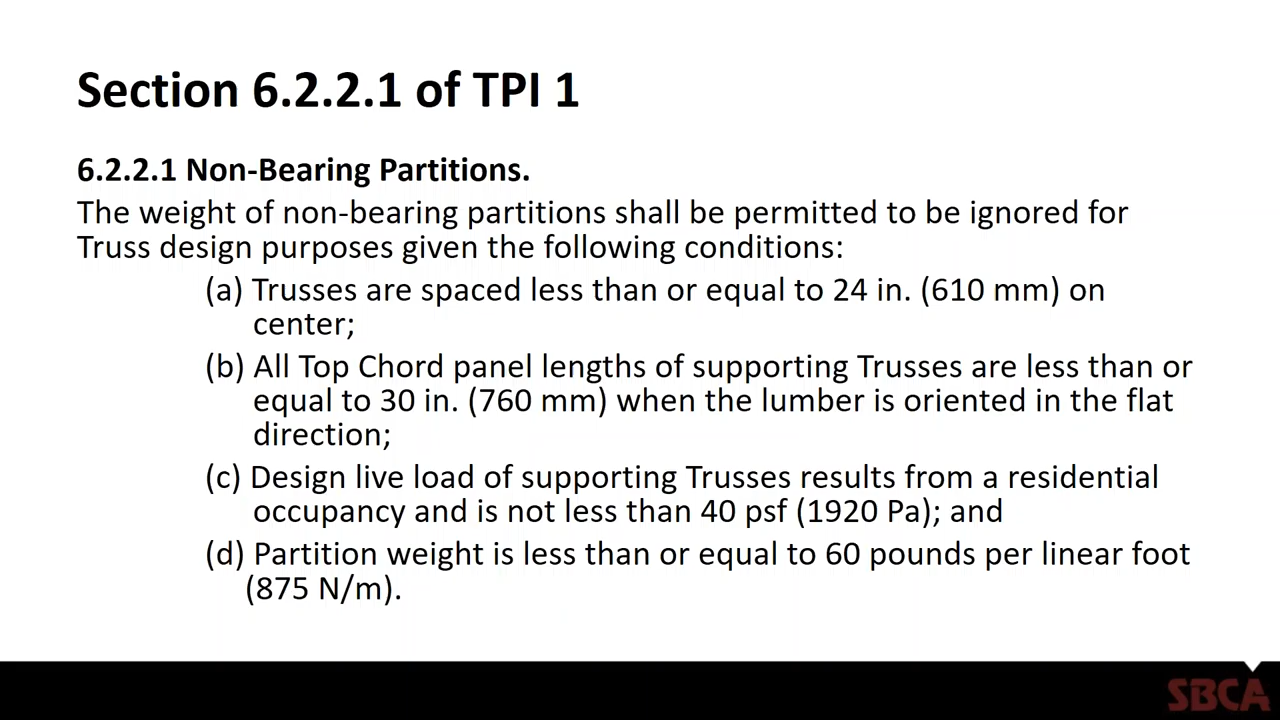 Section 6.2.2.1 of TPI 1
6.2.2.1 Non-Bearing Partitions.
The weight of non-bearing partitions shall be permitted to be ignored for
Truss design purposes given the following conditions:
(a) Trusses are spaced less than or equal to 24 in. (610 mm) on
center;
(b) All Top Chord panel lengths of supporting Trusses are less than or
equal to 30 in. (760 mm) when the lumber is oriented in the flat
direction;
(c) Design live load of supporting Trusses results from a residential
occupancy and is not less than 40 psf (1920 Pa); and
(d) Partition weight is less than or equal to 60 pounds per linear foot
(875 N/m).
SBCA